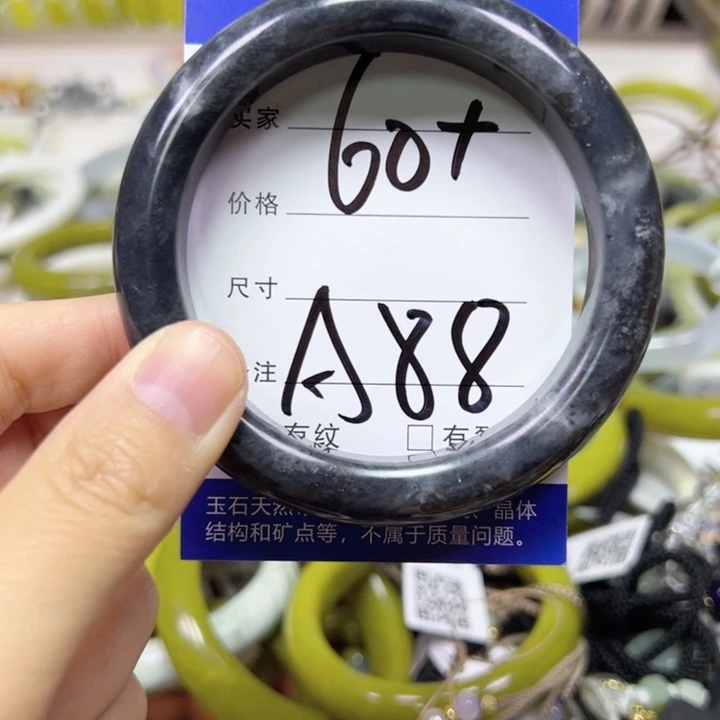 买家 60+
价格
尺寸
注 A88
有纹 □有
玉石天然 晶体
结构和矿点等，不属于质量问题。